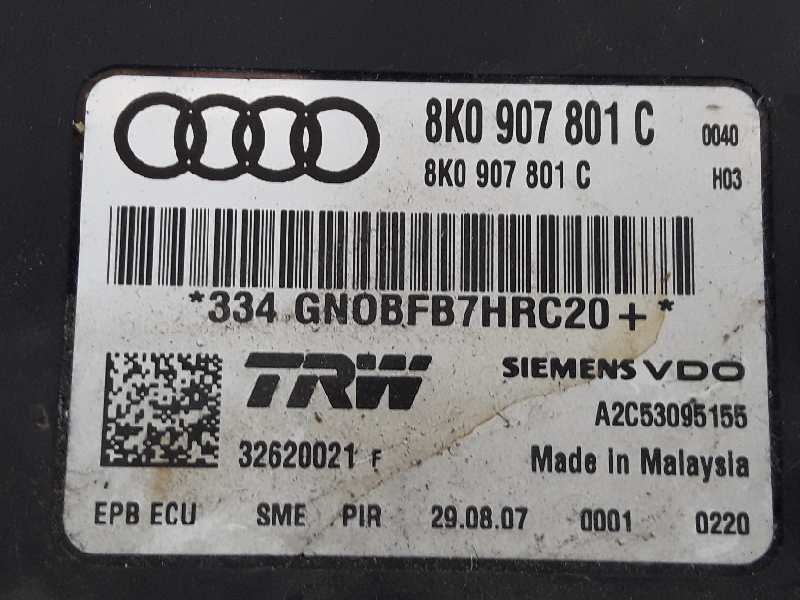 8K0 907 801 C 0040
8K0 907 801 C H03
*334 GNOBFB7HRC20+*
TRW SIEMENS VDO
A2C53095155
32620021 F Made in Malaysia
EPB ECU SME PIR 29.08.07 0001 0220